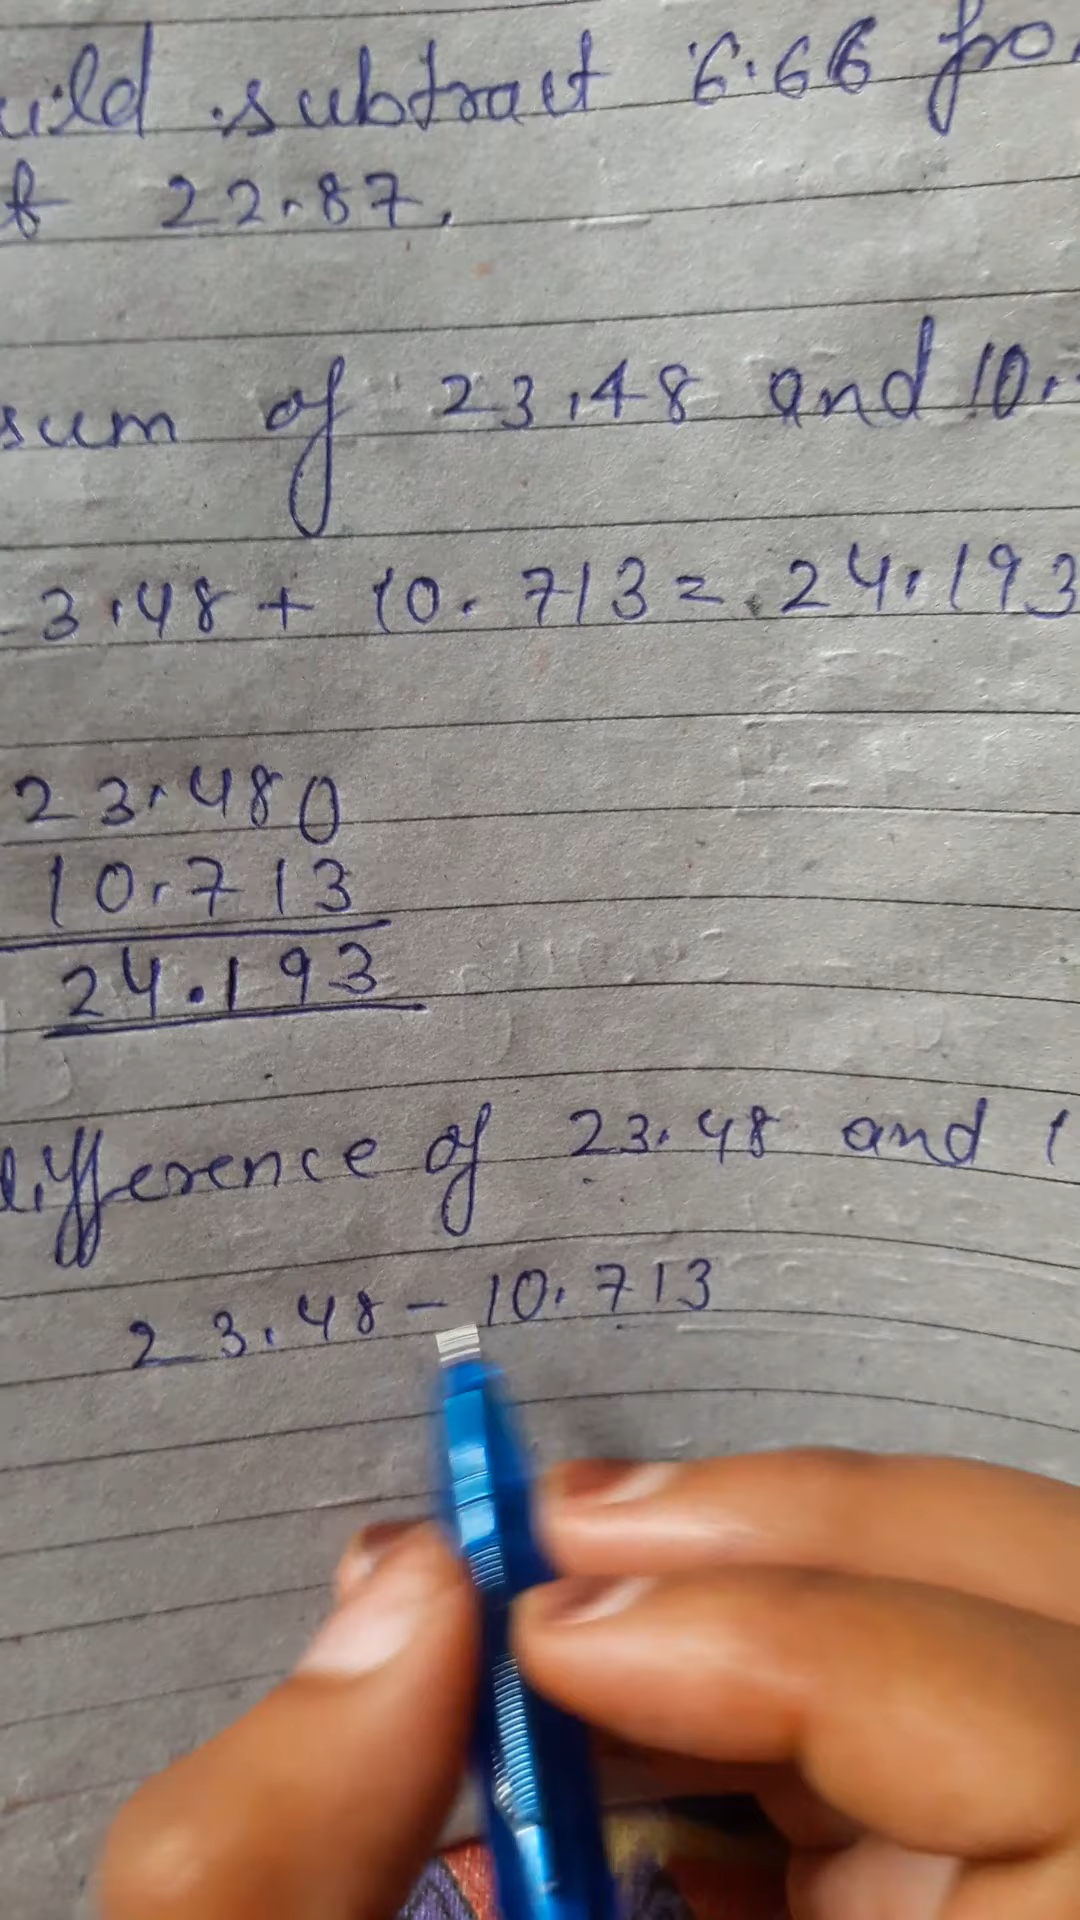 subtract 6.66
22.87.
sum of 23.48 and 10.
3.48 + 10.713 = 24.193
23.480
10.713
24.193
difference of 23.48 and 1
23.48 - 10.713